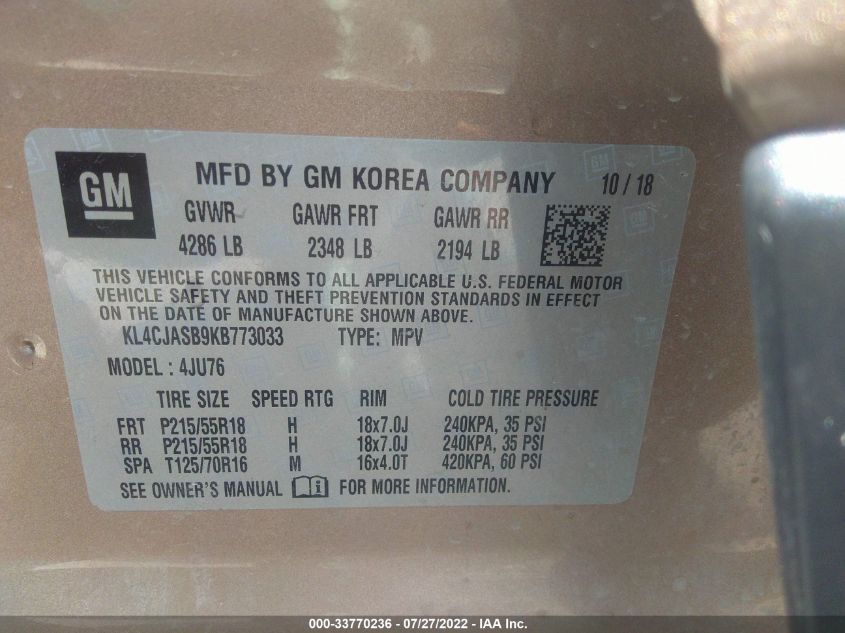 GM MFD BY GM KOREA COMPANY 10 / 18
GVWR GAWR FRT GAWR RR
4286 LB 2348 LB 2194 LB
THIS VEHICLE CONFORMS TO ALL APPLICABLE U.S. FEDERAL MOTOR
VEHICLE SAFETY AND THEFT PREVENTION STANDARDS IN EFFECT
ON THE DATE OF MANUFACTURE SHOWN ABOVE.
KL4CJASB9KB773033 TYPE: MPV
MODEL : 4JU76
TIRE SIZE SPEED RTG RIM COLD TIRE PRESSURE
FRT P215/55R18 H 18x7.0J 240KPA, 35 PSI
RR P215/55R18 H 18x7.0J 240KPA, 35 PSI
SPA T125/70R16 M 16x4.0T 420KPA, 60 PSI
SEE OWNER'S MANUAL FOR MORE INFORMATION.
000-33770236 - 07/27/2022 - IAA Inc.